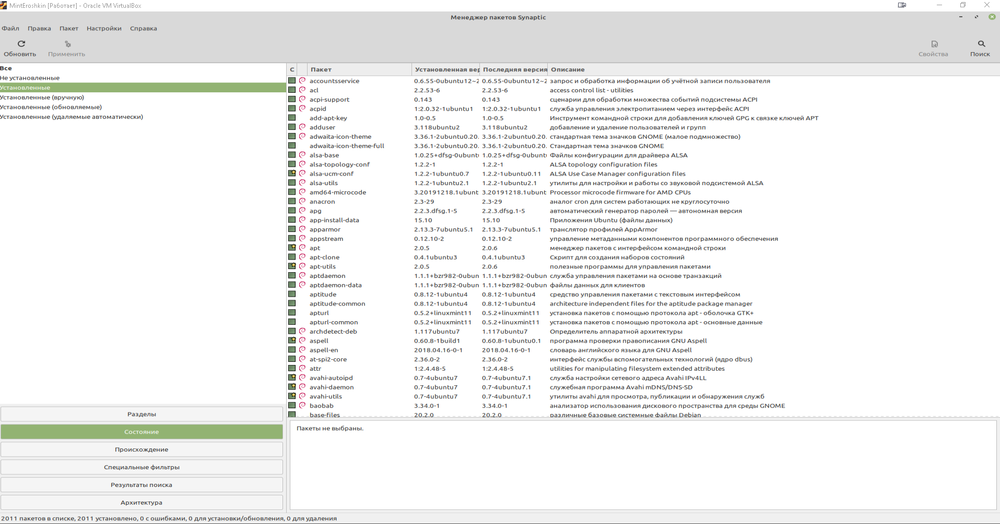 MintEroshkin [Работает] - Oracle VM VirtualBox
Менеджер пакетов Synaptic
Файл Правка Пакет Настройки Справка
Обновить Применить Свойства Поиск
Все
Не установленные
Установленные
Установленные (вручную)
Установленные (обновляемые)
Установленные (удаляемые автоматически)
С Пакет Установленная вер Последняя версия Описание
accountsservice 0.6.55-0ubuntu12~2 0.6.55-0ubuntu12~2 запрос и обработка информации об учётной записи пользователя
acl 2.2.53-6 2.2.53-6 access control list - utilities
acpi-support 0.143 0.143 сценарии для обработки множества событий подсистемы ACPI
acpid 1:2.0.32-1ubuntu1 1:2.0.32-1ubuntu1 служба управления электропитанием через интерфейс ACPI
add-apt-key 1.0-0.5 1.0-0.5 Инструмент командной строки для добавления ключей GPG к связке ключей APT
adduser 3.118ubuntu2 3.118ubuntu2 добавление и удаление пользователей и групп
adwaita-icon-theme 3.36.1-2ubuntu0.20. 3.36.1-2ubuntu0.20. стандартная тема значков GNOME (малое подмножество)
adwaita-icon-theme-full 3.36.1-2ubuntu0.20. 3.36.1-2ubuntu0.20. Стандартная тема значков GNOME
alsa-base 1.0.25+dfsg-0ubunt 1.0.25+dfsg-0ubunt Файлы конфигурации для драйвера ALSA
alsa-topology-conf 1.2.2-1 1.2.2-1 ALSA topology configuration files
alsa-ucm-conf 1.2.2-1ubuntu0.7 1.2.2-1ubuntu0.11 ALSA Use Case Manager configuration files
alsa-utils 1.2.2-1ubuntu2.1 1.2.2-1ubuntu2.1 утилиты для настройки и работы со звуковой подсистемой ALSA
amd64-microcode 3.20191218.1ubunt 3.20191218.1ubunt Processor microcode firmware for AMD CPUs
anacron 2.3-29 2.3-29 аналог cron для систем работающих не круглосуточно
apg 2.2.3.dfsg.1-5 2.2.3.dfsg.1-5 автоматический генератор паролей — автономная версия
app-install-data 15.10 15.10 Приложения Ubuntu (файлы данных)
apparmor 2.13.3-7ubuntu5.1 2.13.3-7ubuntu5.1 транслятор профилей AppArmor
appstream 0.12.10-2 0.12.10-2 управление метаданными компонентов программного обеспечения
apt 2.0.5 2.0.6 менеджер пакетов с интерфейсом командной строки
apt-clone 0.4.1ubuntu3 0.4.1ubuntu3 Скрипт для создания наборов состояний
apt-utils 2.0.5 2.0.6 полезные программы для управления пакетами
aptdaemon 1.1.1+bzr982-0ubun 1.1.1+bzr982-0ubun служба управления пакетами на основе транзакций
aptdaemon-data 1.1.1+bzr982-0ubun 1.1.1+bzr982-0ubun файлы данных для клиентов
aptitude 0.8.12-1ubuntu4 0.8.12-1ubuntu4 средство управления пакетами с текстовым интерфейсом
aptitude-common 0.8.12-1ubuntu4 0.8.12-1ubuntu4 architecture independent files for the aptitude package manager
apturl 0.5.2+linuxmint11 0.5.2+linuxmint11 установка пакетов с помощью протокола apt - оболочка GTK+
apturl-common 0.5.2+linuxmint11 0.5.2+linuxmint11 установка пакетов с помощью протокола apt - основные данные
archdetect-deb 1.117ubuntu7 1.117ubuntu7 Определитель аппаратной архитектуры
aspell 0.60.8-1build1 0.60.8-1ubuntu0.1 программа проверки правописания GNU Aspell
aspell-en 2018.04.16-0-1 2018.04.16-0-1 словарь английского языка для GNU Aspell
at-spi2-core 2.36.0-2 2.36.0-2 интерфейс службы вспомогательных технологий (ядро dbus)
attr 1:2.4.48-5 1:2.4.48-5 utilities for manipulating filesystem extended attributes
avahi-autoipd 0.7-4ubuntu7 0.7-4ubuntu7.1 служба настройки сетевого адреса Avahi IPv4LL
avahi-daemon 0.7-4ubuntu7 0.7-4ubuntu7.1 служебная программа Avahi mDNS/DNS-SD
avahi-utils 0.7-4ubuntu7 0.7-4ubuntu7.1 утилиты avahi для просмотра, публикации и обнаружения служб
baobab 3.34.0-1 3.34.0-1 анализатор использования дискового пространства для среды GNOME
base-files 20.2.0 20.2.0 различные базовые системные файлы Debian
Разделы
Состояние
Происхождение
Специальные фильтры
Результаты поиска
Архитектура
Пакеты не выбраны.
2011 пакетов в списке, 2011 установлено, 0 с ошибками, 0 для установки/обновления, 0 для удаления